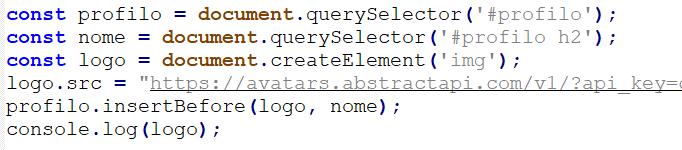 const profilo = document.querySelector('#profilo');
const nome = document.querySelector('#profilo h2');
const logo = document.createElement('img');
logo.src = "https://avatars.abstractapi.com/v1/?api_key=
profilo.insertBefore(logo, nome);
console.log(logo);